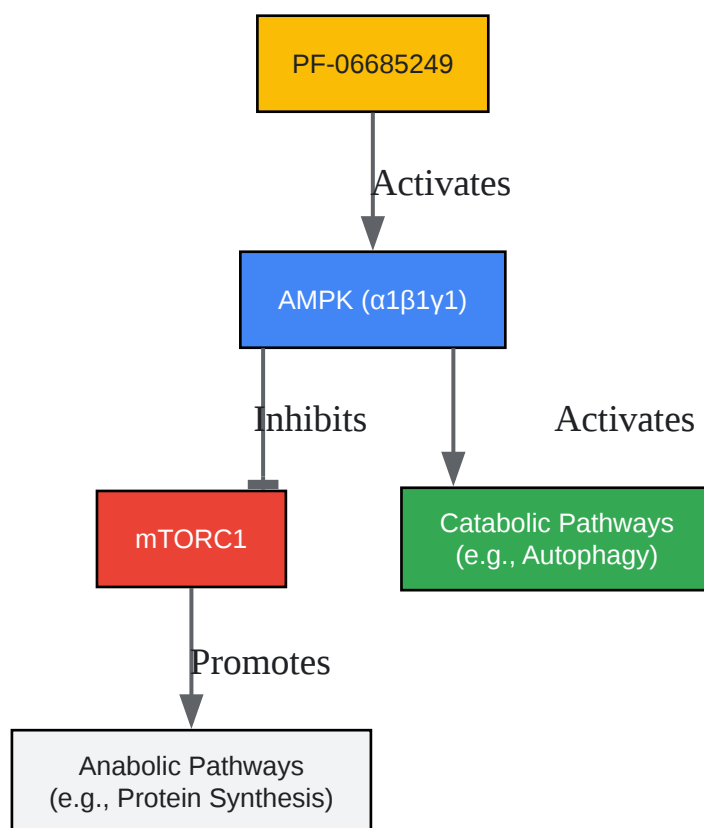 PF-06685249
Activates
AMPK (α1β1γ1)
Inhibits
Activates
mTORC1
Catabolic Pathways
(e.g., Autophagy)
Promotes
Anabolic Pathways
(e.g., Protein Synthesis)